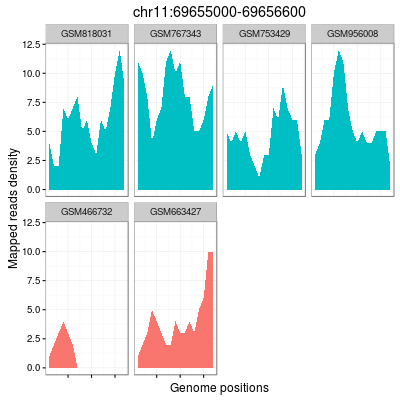 chr11:69655000-69656600
GSM818031 GSM767343 GSM753429 GSM956008
12.5
10.0
7.5
5.0
2.5
0.0
GSM466732 GSM663427
12.5
10.0
7.5
5.0
2.5
0.0
Mapped reads density
Genome positions